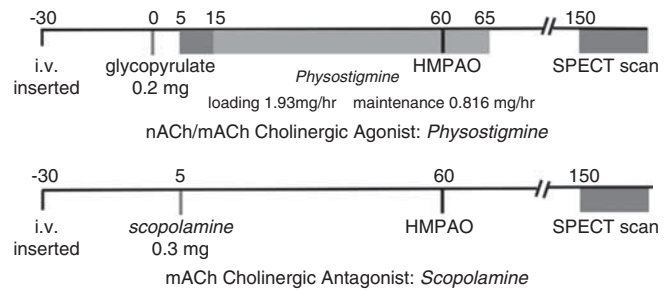 -30 0 5 15 60 65 150
i.v. inserted
glycopyrulate 0.2 mg
Physostigmine
HMPAO
SPECT scan
loading 1.93mg/hr maintenance 0.816 mg/hr
nACh/mACh Cholinergic Agonist: Physostigmine
-30 5 60 150
i.v. inserted
scopolamine 0.3 mg
HMPAO
SPECT scan
mACh Cholinergic Antagonist: Scopolamine